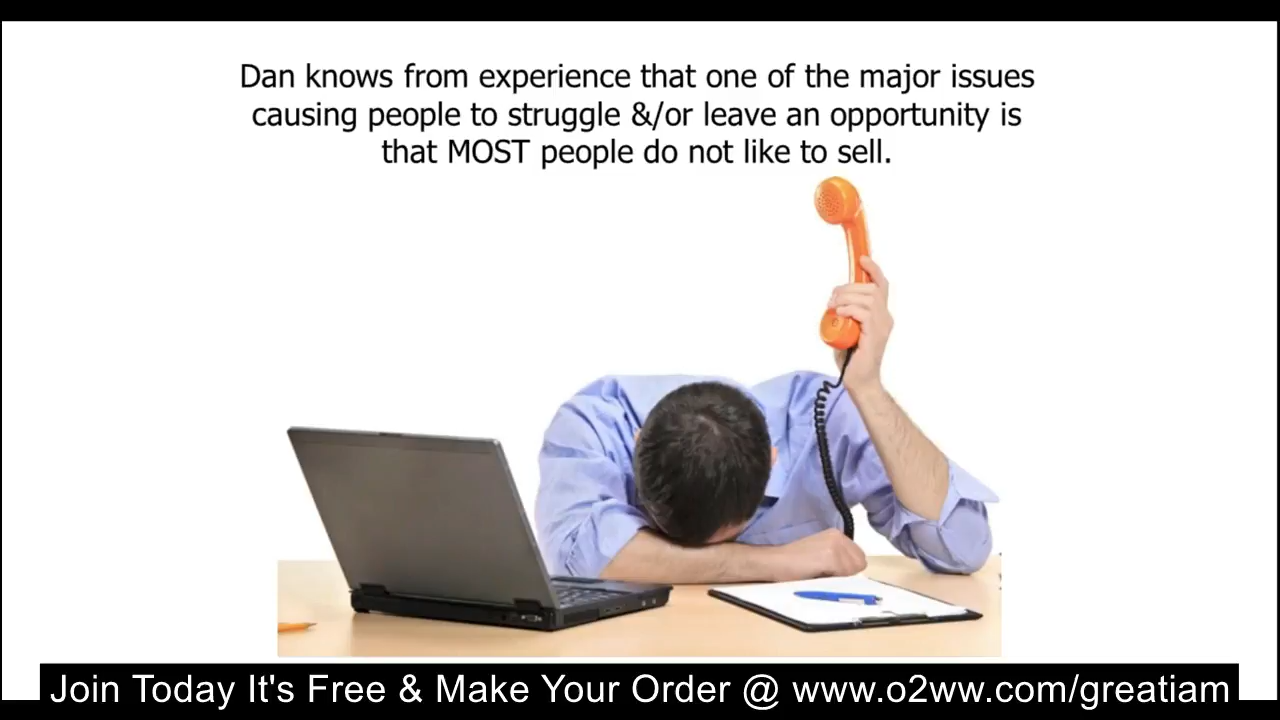 Dan knows from experience that one of the major issues
causing people to struggle &/or leave an opportunity is
that MOST people do not like to sell.
Join Today It's Free & Make Your Order @ www.o2ww.com/greatiam